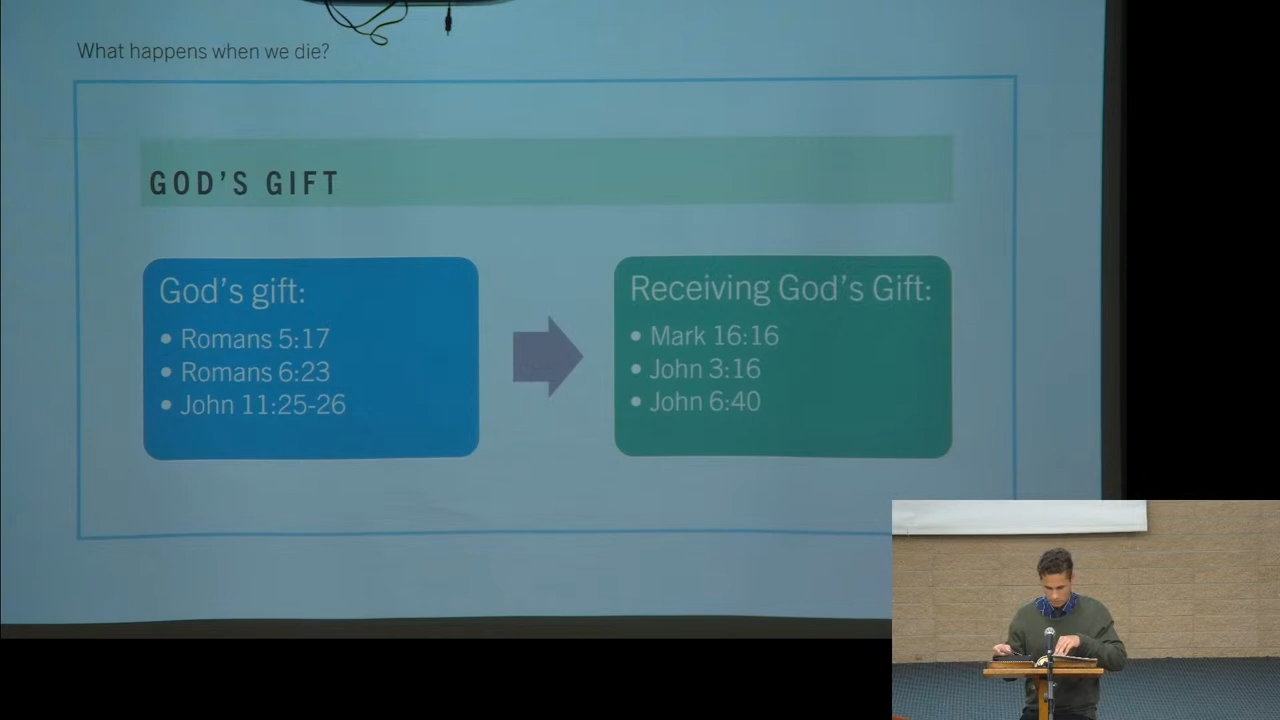 What happens when we die?
GOD'S GIFT
God's gift:
• Romans 5:17
• Romans 6:23
• John 11:25-26
Receiving God's Gift:
• Mark 16:16
• John 3:16
• John 6:40